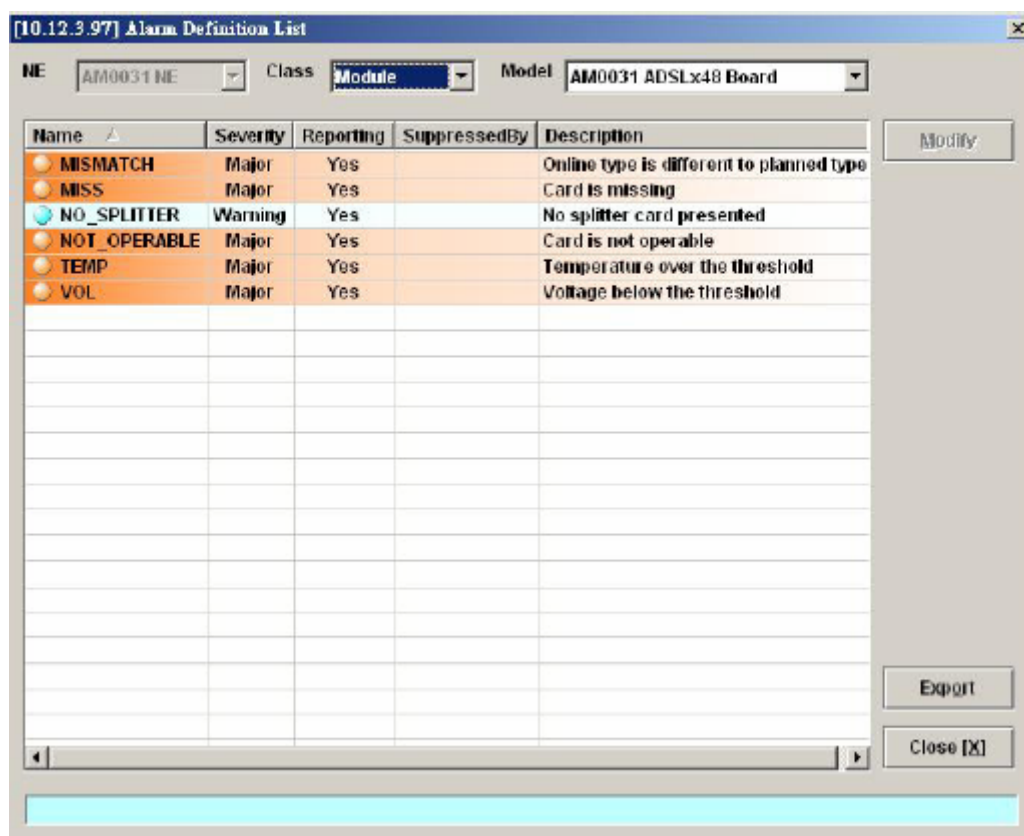 [10.12.3.97] Alarm Definition List
NE AM0031 NE Class Module Model AM0031 ADSLx48 Board
Name Severity Reporting SuppressedBy Description
MISMATCH Major Yes Online type is different to planned type
MISS Major Yes Card is missing
NO_SPLITTER Warning Yes No splitter card presented
NOT_OPERABLE Major Yes Card is not operable
TEMP Major Yes Temperature over the threshold
VOL Major Yes Voltage below the threshold
Modify
Export
Close [X]